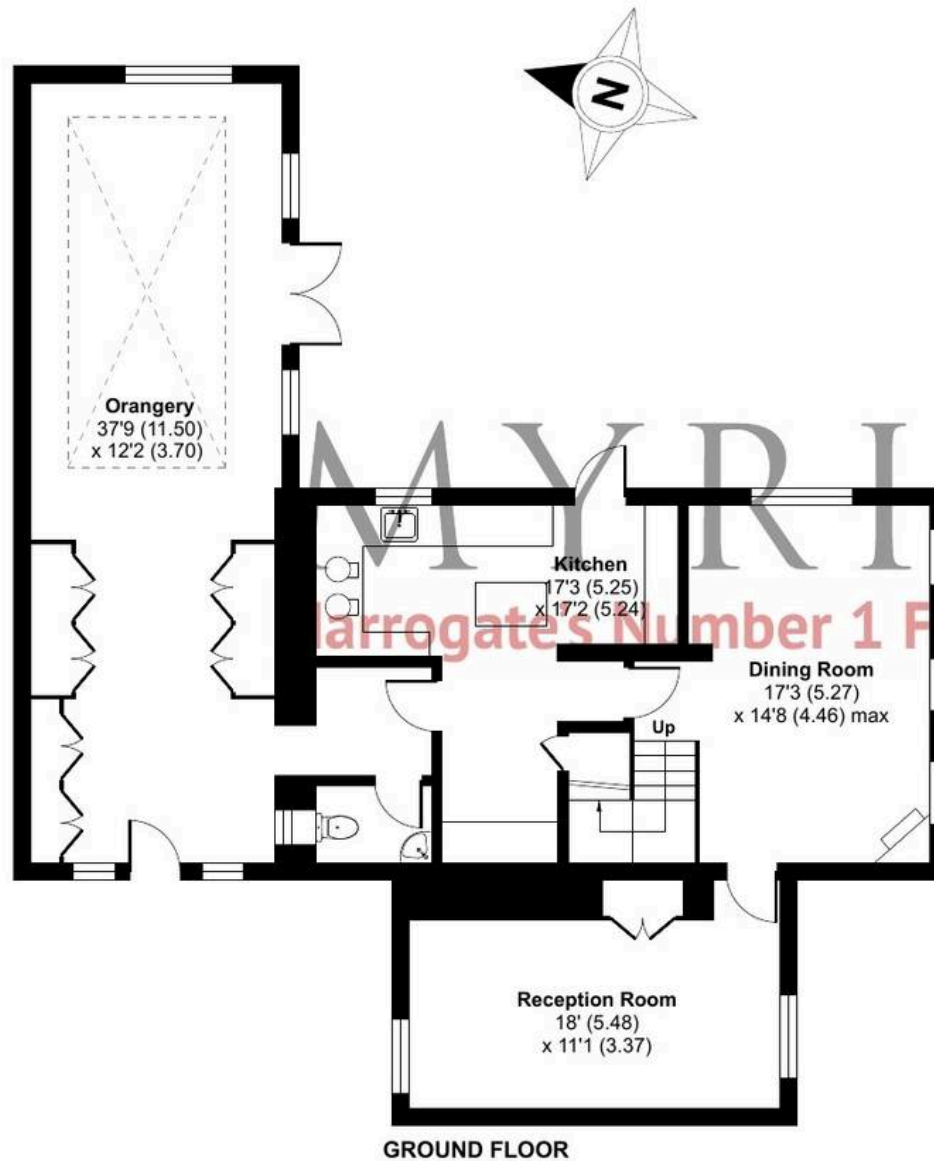 N
Orangery
37'9 (11.50)
x 12'2 (3.70)
MYRI
Harrogate's Number 1 F
Kitchen
17'3 (5.25)
x 17'2 (5.24)
Dining Room
17'3 (5.27)
x 14'8 (4.46) max
Up
Reception Room
18' (5.48)
x 11'1 (3.37)
GROUND FLOOR